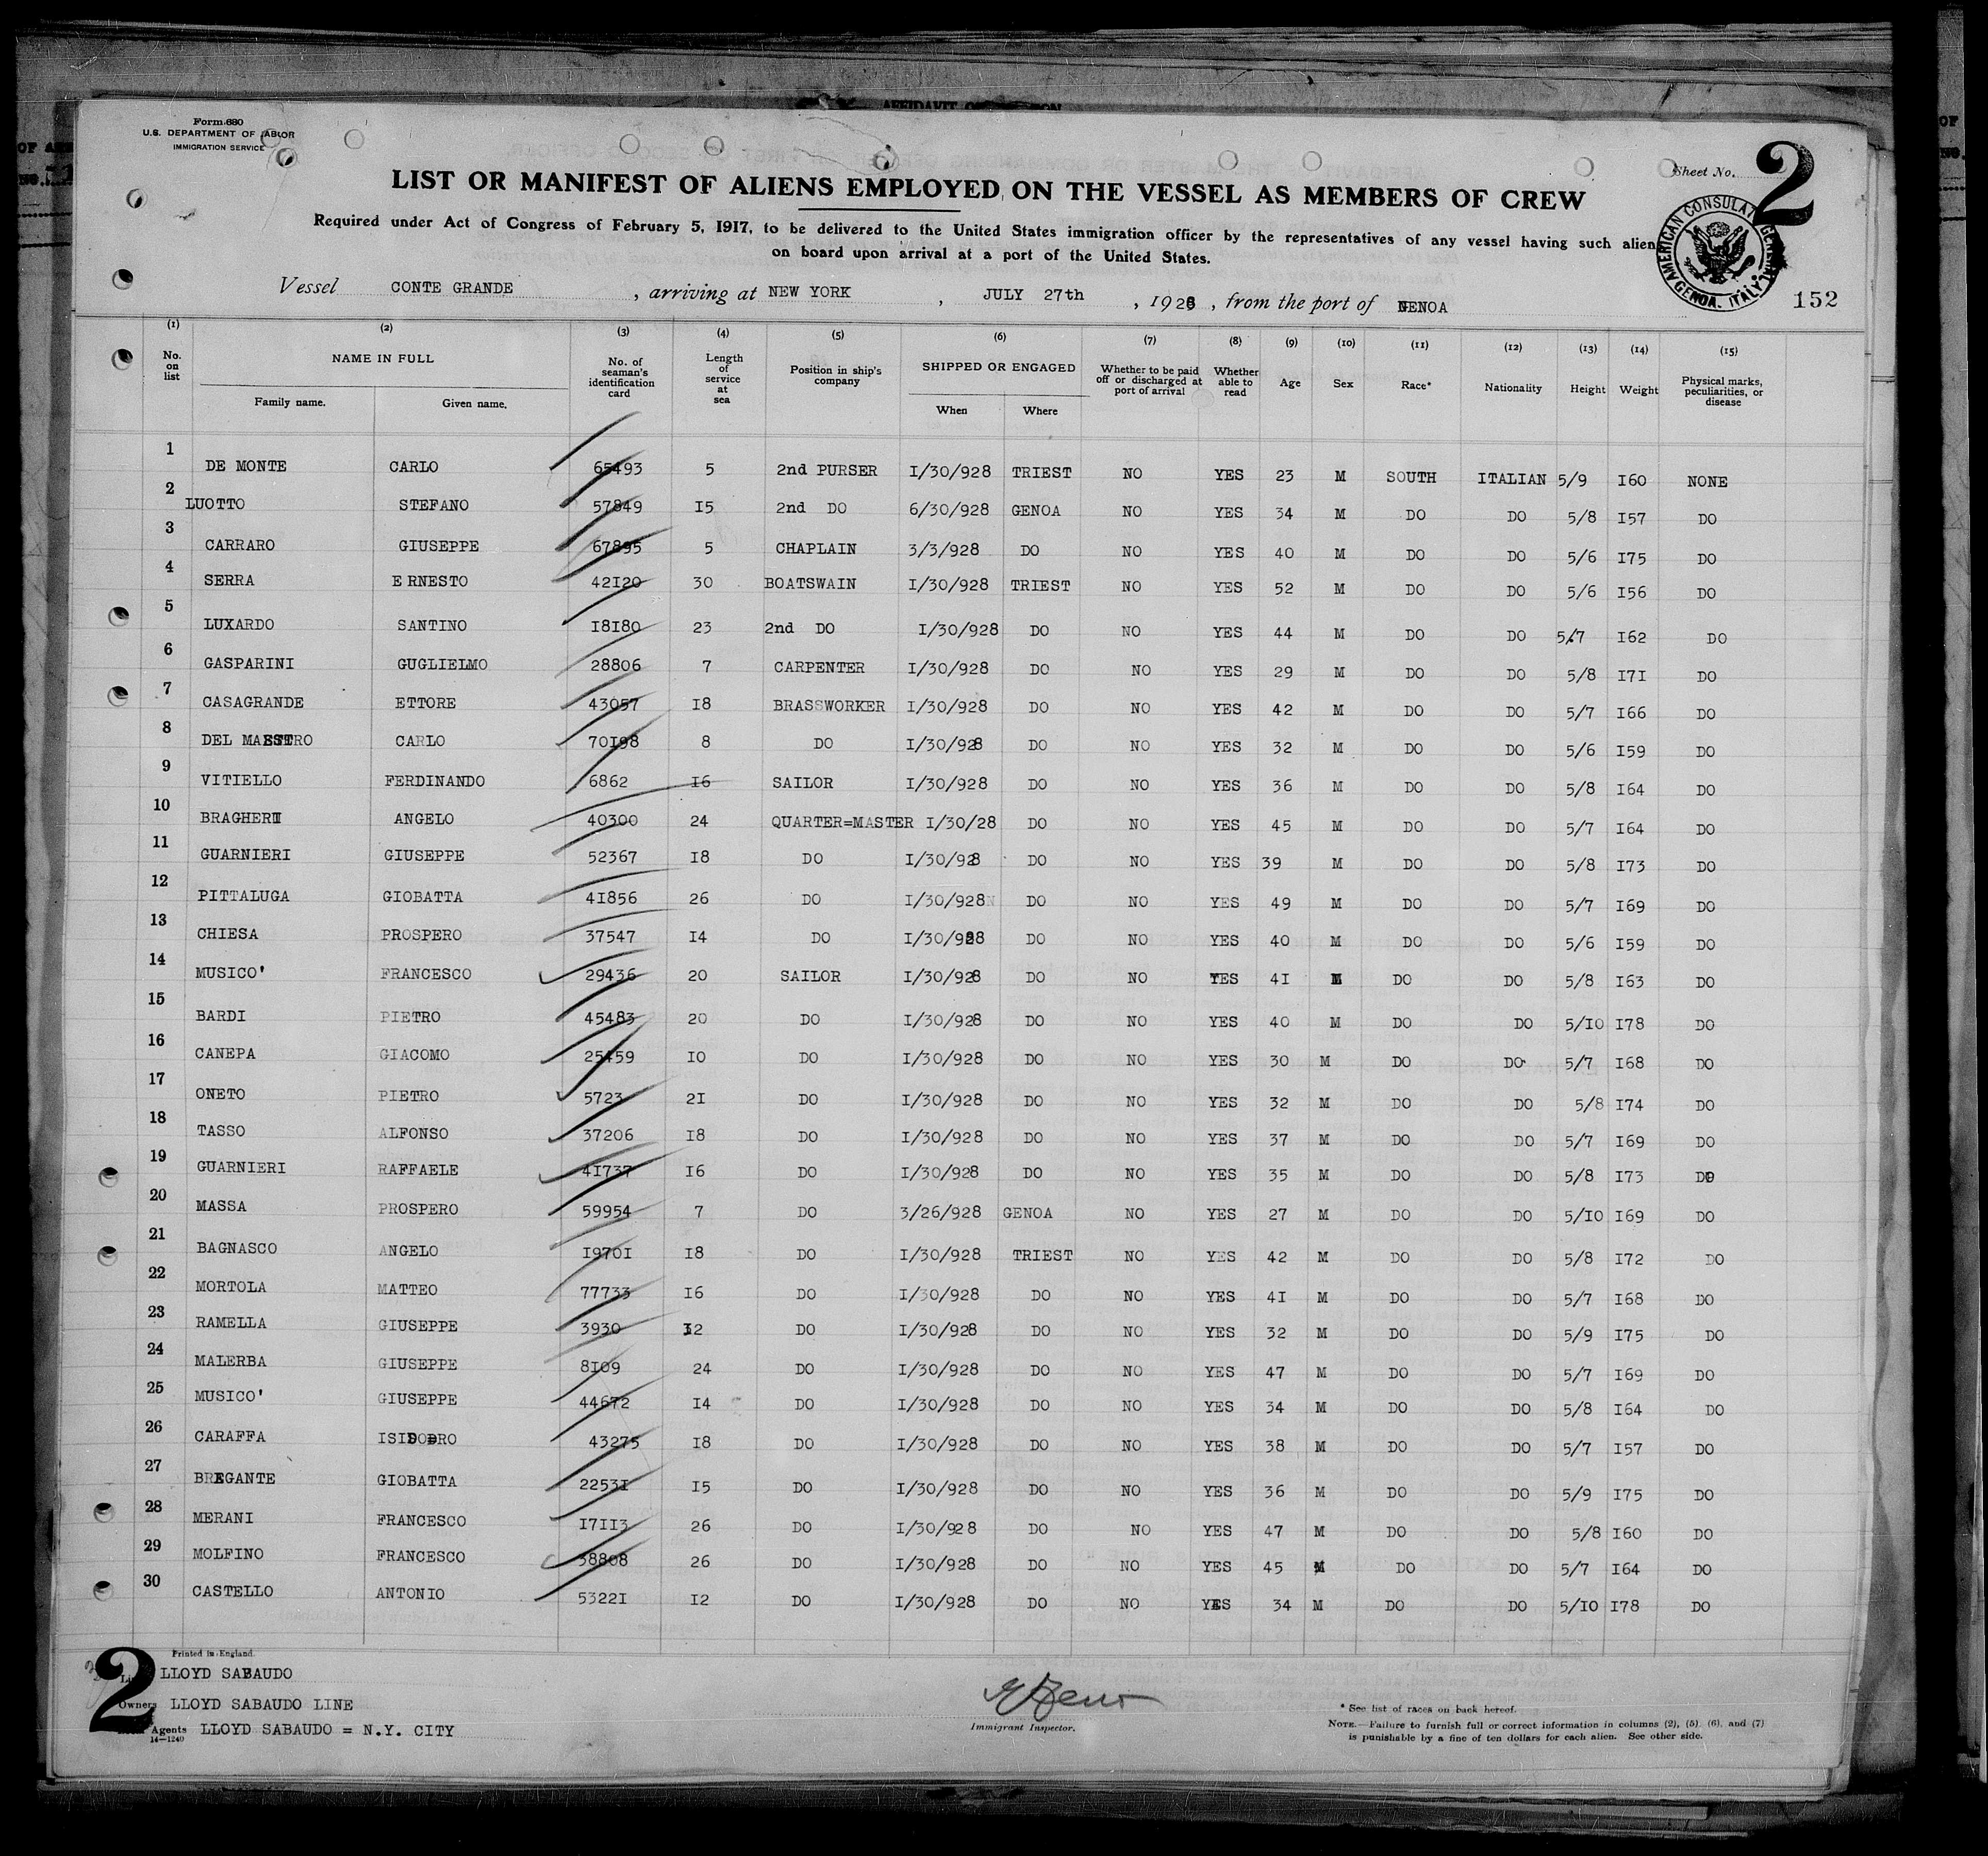 AFFIDAVIT
Form 680
U.S. DEPARTMENT OF LABOR
IMMIGRATION SERVICE
Sheet No. 2
LIST OR MANIFEST OF ALIENS EMPLOYED ON THE VESSEL AS MEMBERS OF CREW
Required under Act of Congress of February 5, 1917, to be delivered to the United States immigration officer by the representatives of any vessel having such alien
on board upon arrival at a port of the United States.
AMERICAN CONSULATE GENERAL GENOA, ITALY
152
Vessel CONTE GRANDE, arriving at NEW YORK, JULY 27th, 1928, from the port of GENOA
(1) (2) (3) (4) (5) (6) (7) (8) (9) (10) (11) (12) (13) (14) (15)
No. on list NAME IN FULL Family name. Given name. No. of seaman's identification card Length of service at sea Position in ship's company SHIPPED OR ENGAGED When Where Whether to be paid off or discharged at port of arrival Whether able to read Age Sex Race* Nationality Height Weight Physical marks, peculiarities, or disease
1 DE MONTE CARLO 65493 5 2nd PURSER I/30/928 TRIEST NO YES 23 M SOUTH ITALIAN 5/9 I60 NONE
2 LUOTTO STEFANO 57849 I5 2nd DO 6/30/928 GENOA NO YES 34 M DO DO 5/8 I57 DO
3 CARRARO GIUSEPPE 67895 5 CHAPLAIN 3/3/928 DO NO YES 40 M DO DO 5/6 I75 DO
4 SERRA ERNESTO 42I20 30 BOATSWAIN I/30/928 TRIEST NO YES 52 M DO DO 5/6 I56 DO
5 LUXARDO SANTINO I8I80 23 2nd DO I/30/928 DO NO YES 44 M DO DO 5/7 I62 DO
6 GASPARINI GUGLIELMO 28806 7 CARPENTER I/30/928 DO NO YES 29 M DO DO 5/8 I7I DO
7 CASAGRANDE ETTORE 43057 I8 BRASSWORKER I/30/928 DO NO YES 42 M DO DO 5/7 I66 DO
8 DEL MAESTRO CARLO 70I98 8 DO I/30/928 DO NO YES 32 M DO DO 5/6 I59 DO
9 VITIELLO FERDINANDO 6862 I6 SAILOR I/30/928 DO NO YES 36 M DO DO 5/8 I64 DO
10 BRAGHERI ANGELO 40300 24 QUARTER=MASTER I/30/28 DO NO YES 45 M DO DO 5/7 I64 DO
11 GUARNIERI GIUSEPPE 52367 I8 DO I/30/928 DO NO YES 39 M DO DO 5/8 I73 DO
12 PITTALUGA GIOBATTA 4I856 26 DO I/30/928 DO NO YES 49 M DO DO 5/7 I69 DO
13 CHIESA PROSPERO 37547 I4 DO I/30/928 DO NO YES 40 M DO DO 5/6 I59 DO
14 MUSICO' FRANCESCO 29436 20 SAILOR I/30/928 DO NO YES 4I M DO DO 5/8 I63 DO
15 BARDI PIETRO 45483 20 DO I/30/928 DO NO YES 40 M DO DO 5/I0 I78 DO
16 CANEPA GIACOMO 25459 I0 DO I/30/928 DO NO YES 30 M DO DO 5/7 I68 DO
17 ONETO PIETRO 5723 2I DO I/30/928 DO NO YES 32 M DO DO 5/8 I74 DO
18 TASSO ALFONSO 37206 I8 DO I/30/928 DO NO YES 37 M DO DO 5/7 I69 DO
19 GUARNIERI RAFFAELE 4I737 I6 DO I/30/928 DO NO YES 35 M DO DO 5/8 I73 DO
20 MASSA PROSPERO 59954 7 DO 3/26/928 GENOA NO YES 27 M DO DO 5/I0 I69 DO
21 BAGNASCO ANGELO I970I I8 DO I/30/928 TRIEST NO YES 42 M DO DO 5/8 I72 DO
22 MORTOLA MATTEO 77733 I6 DO I/30/928 DO NO YES 4I M DO DO 5/7 I68 DO
23 RAMELLA GIUSEPPE 3930 I2 DO I/30/928 DO NO YES 32 M DO DO 5/9 I75 DO
24 MALERBA GIUSEPPE 8I09 24 DO I/30/928 DO NO YES 47 M DO DO 5/7 I69 DO
25 MUSICO' GIUSEPPE 44672 I4 DO I/30/928 DO NO YES 34 M DO DO 5/8 I64 DO
26 CARAFFA ISIDORO 43275 I8 DO I/30/928 DO NO YES 38 M DO DO 5/7 I57 DO
27 BREGANTE GIOBATTA 2253I I5 DO I/30/928 DO NO YES 36 M DO DO 5/9 I75 DO
28 MERANI FRANCESCO I7II3 26 DO I/30/928 DO NO YES 47 M DO DO 5/8 I60 DO
29 MOLFINO FRANCESCO 38808 26 DO I/30/928 DO NO YES 45 M DO DO 5/7 I64 DO
30 CASTELLO ANTONIO 5322I I2 DO I/30/928 DO NO YES 34 M DO DO 5/I0 I78 DO
Printed in England.
2
LLOYD SABAUDO
Owners LLOYD SABAUDO LINE
Agents LLOYD SABAUDO = N.Y. CITY
14—1240
Immigrant Inspector.
* See list of races on back hereof.
NOTE.—Failure to furnish full or correct information in columns (2), (5), (6), and (7)
is punishable by a fine of ten dollars for each alien. See other side.